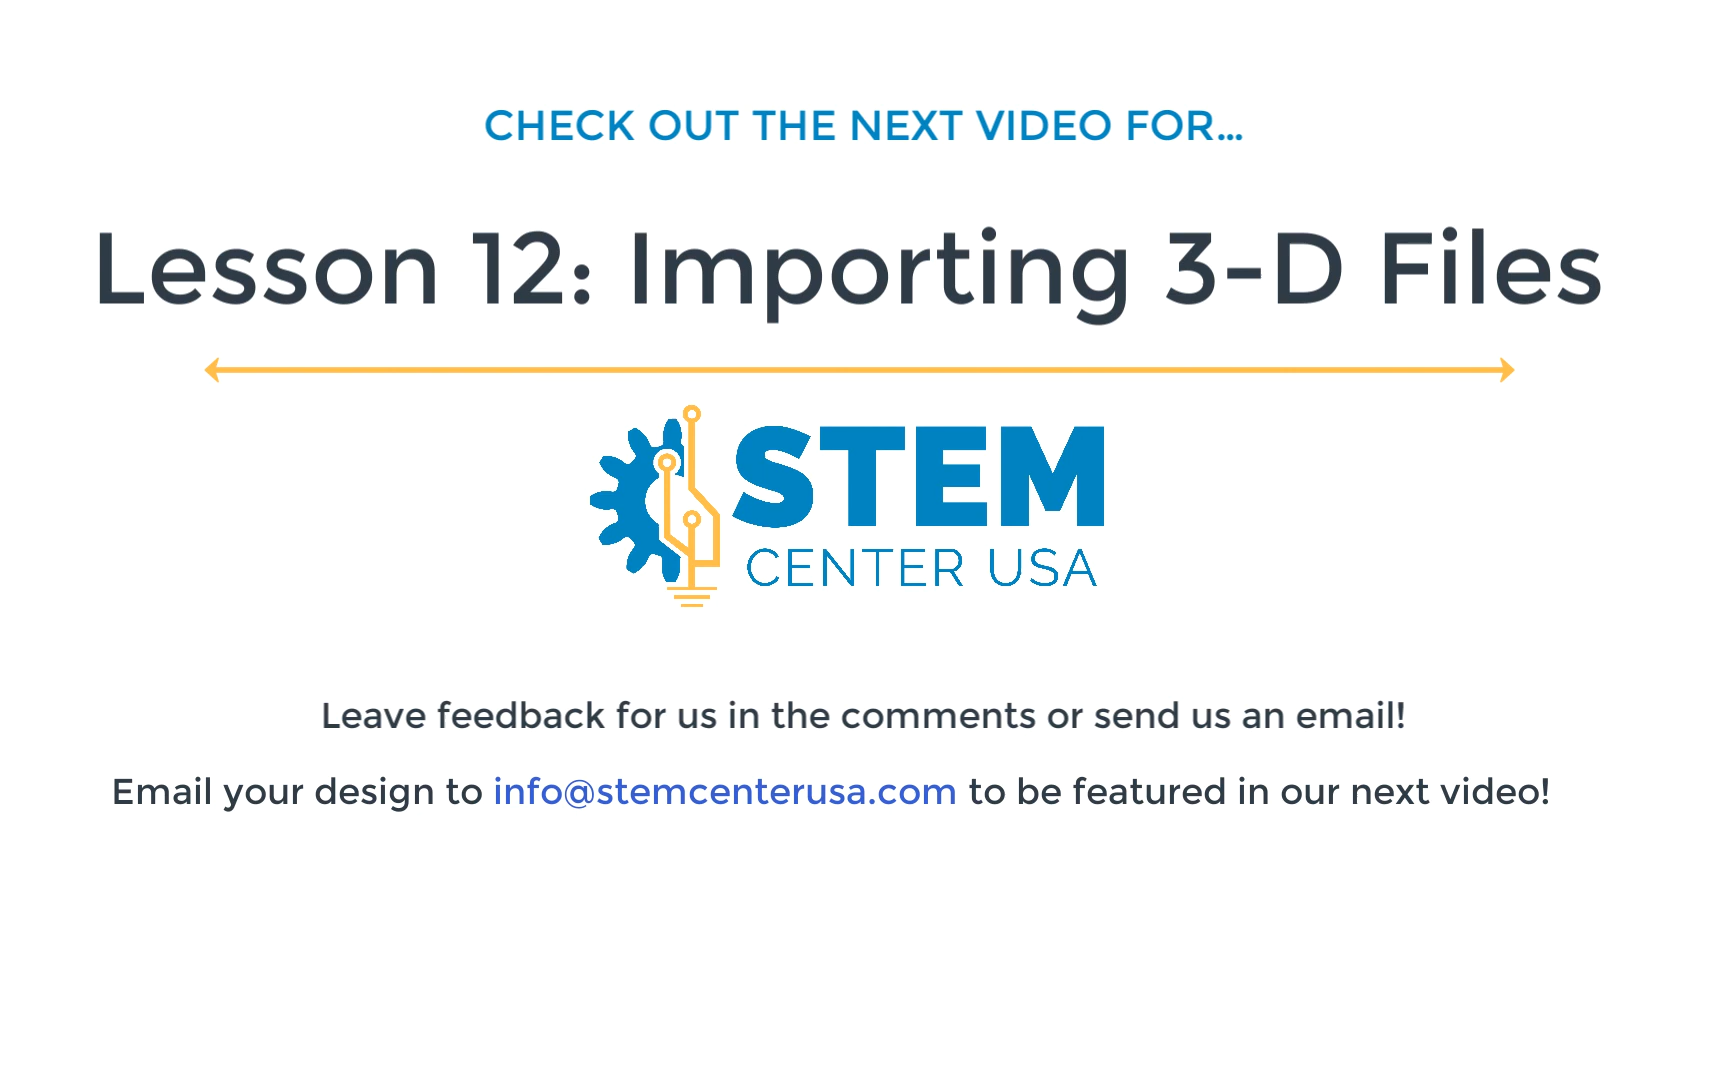 CHECK OUT THE NEXT VIDEO FOR...
Lesson 12: Importing 3-D Files
STEM
CENTER USA
Leave feedback for us in the comments or send us an email!
Email your design to info@stemcenterusa.com to be featured in our next video!